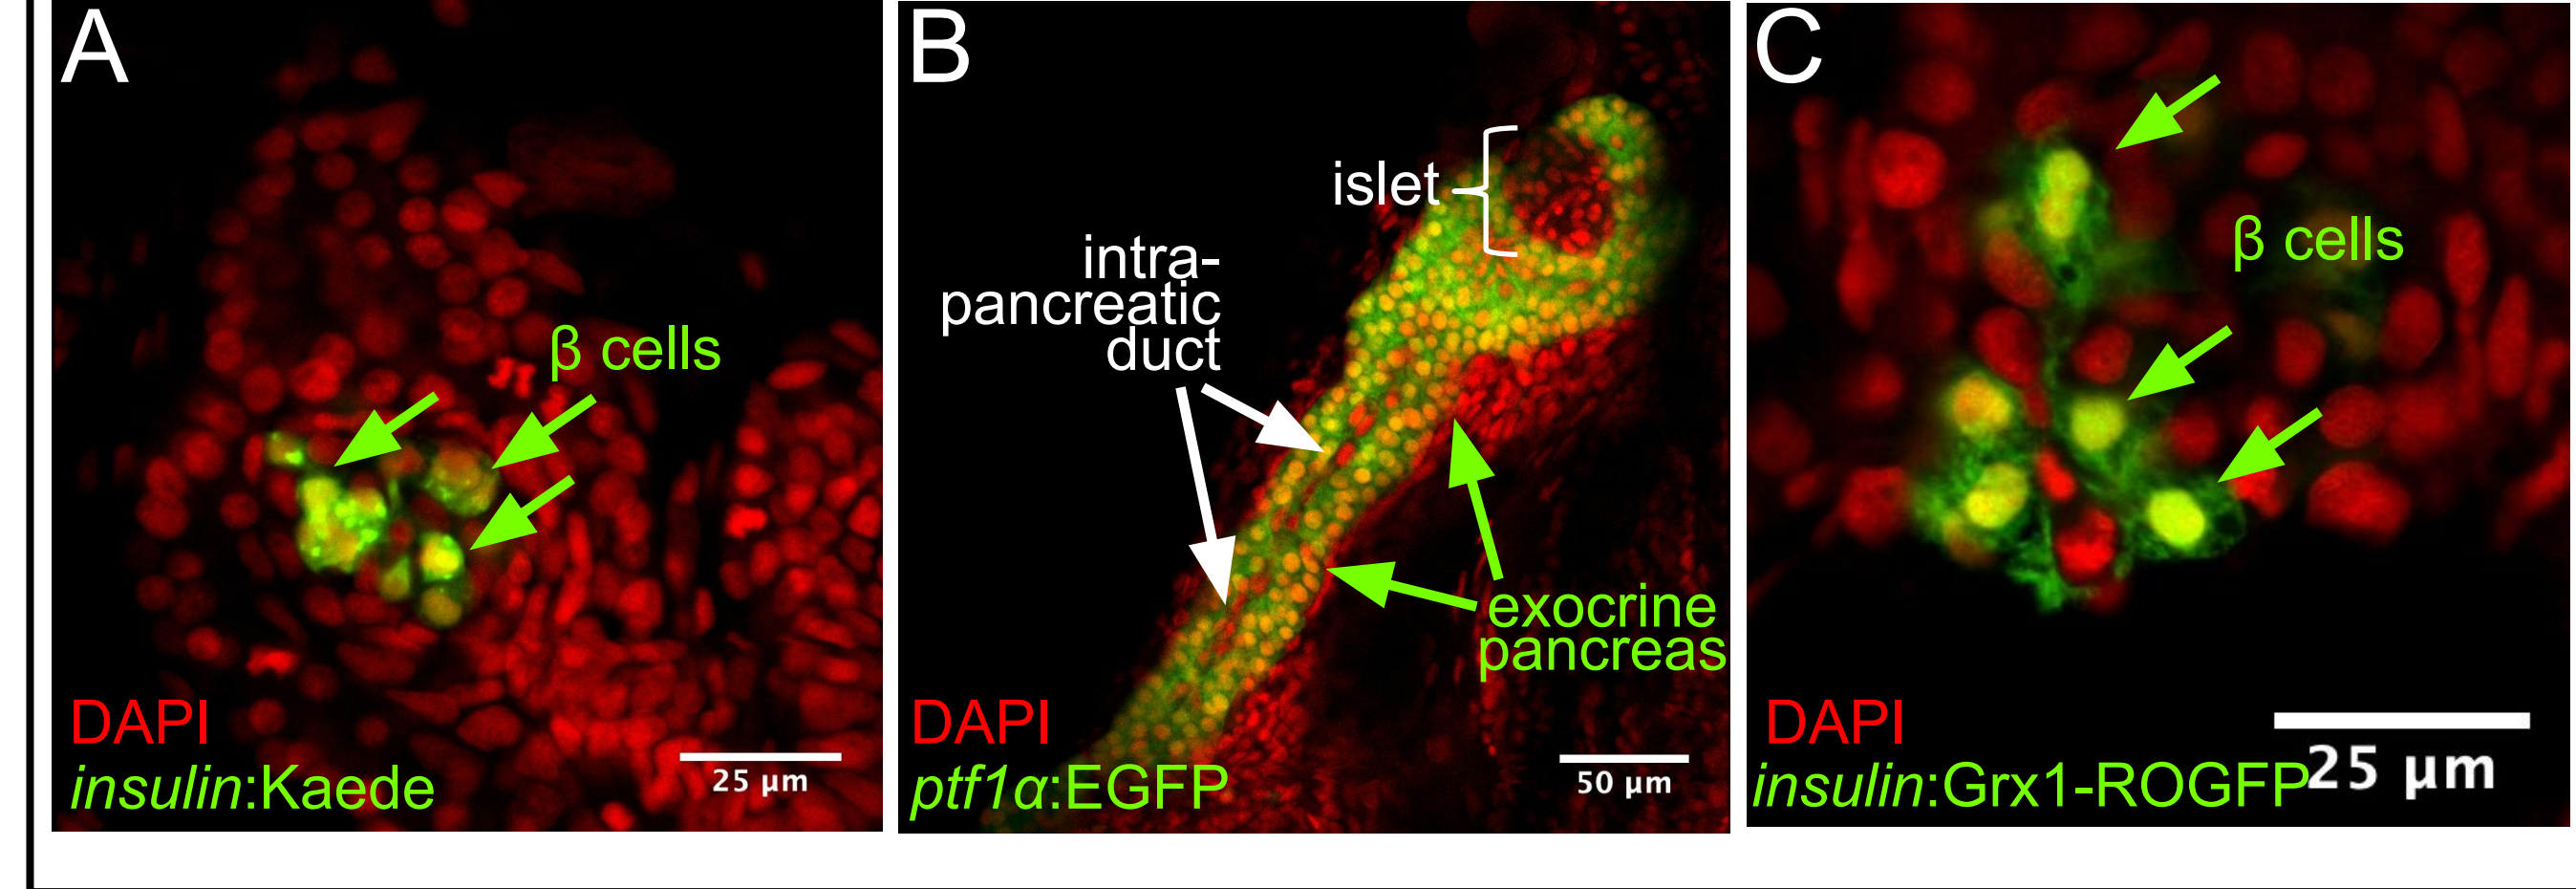 A
β cells
DAPI
insulin:Kaede
25 µm
B
islet
intra-
pancreatic
duct
exocrine
pancreas
DAPI
ptf1α:EGFP
50 µm
C
β cells
DAPI
insulin:Grx1-ROGFP
25 µm